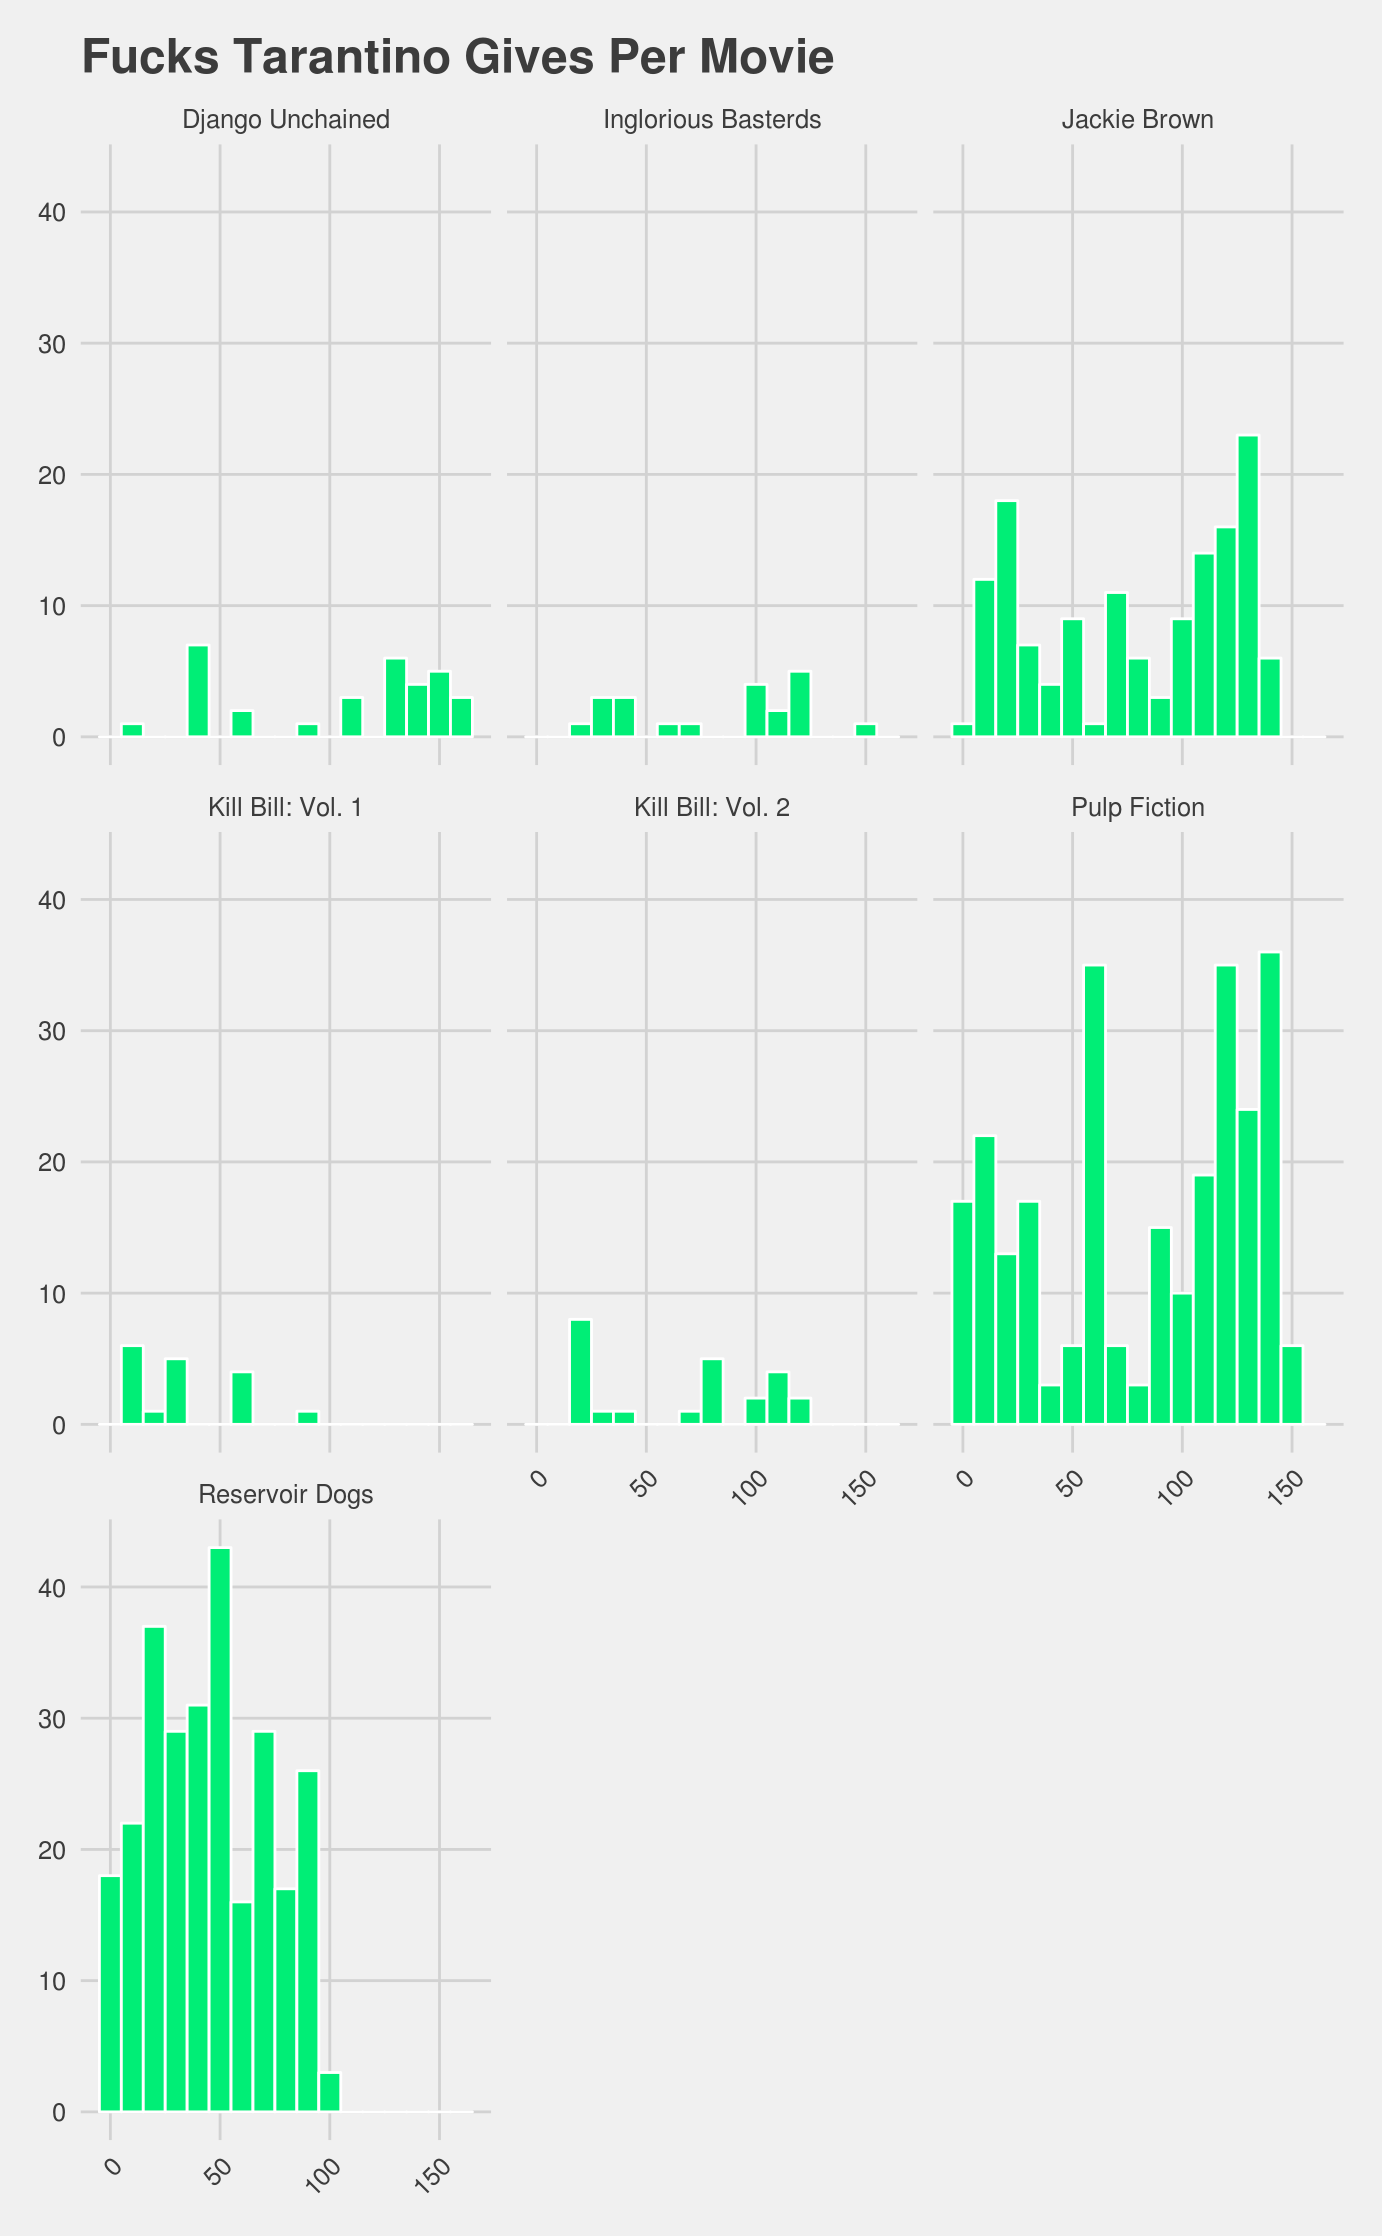 Fucks Tarantino Gives Per Movie
Django Unchained
Inglorious Basterds
Jackie Brown
40
30
20
10
0
Kill Bill: Vol. 1
Kill Bill: Vol. 2
Pulp Fiction
40
30
20
10
0
0 50 100 150
0 50 100 150
Reservoir Dogs
40
30
20
10
0
0 50 100 150